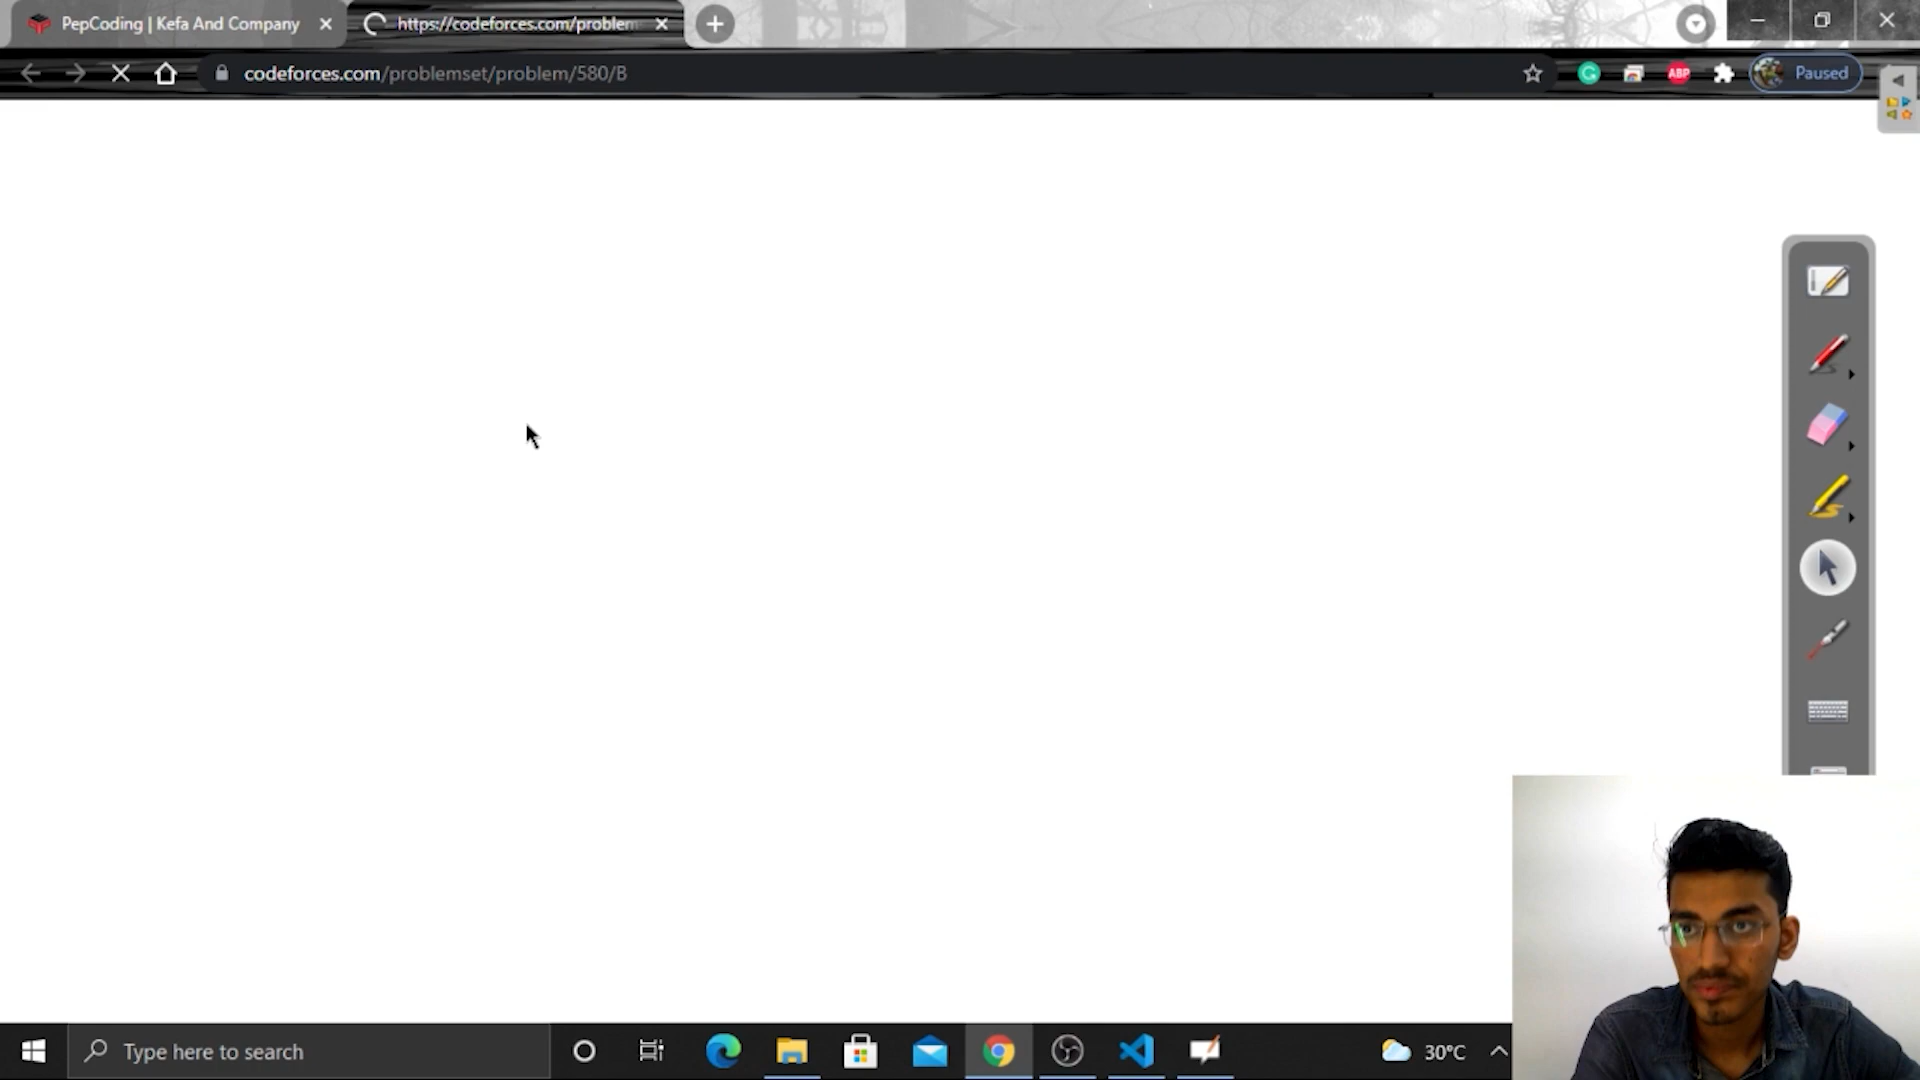 PepCoding | Kefa And Company
https://codeforces.com/problem
codeforces.com/problemset/problem/580/B
ABP
Paused
Type here to search
30°C